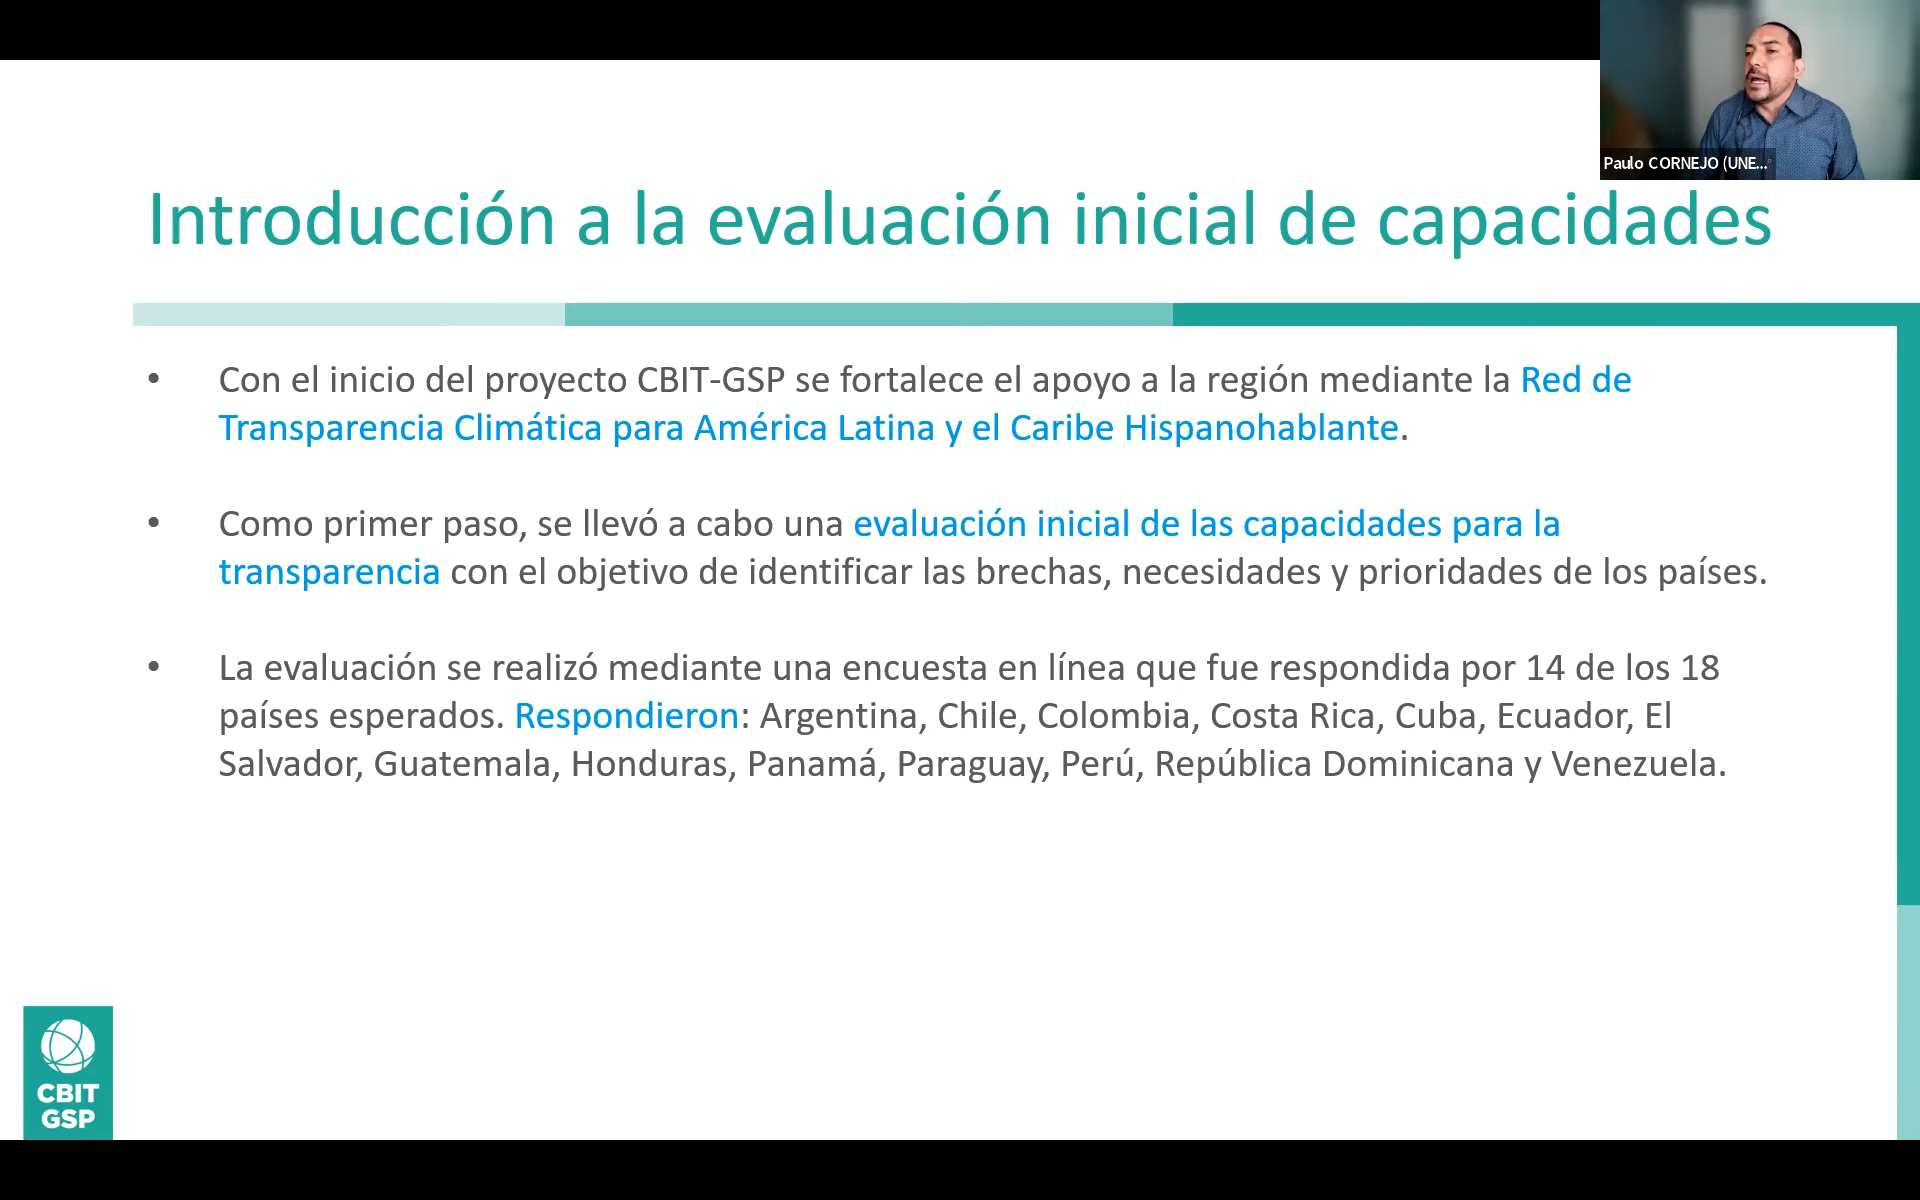 Paulo CORNEJO (UNE...
Introducción a la evaluación inicial de capacidades
• Con el inicio del proyecto CBIT-GSP se fortalece el apoyo a la región mediante la Red de
Transparencia Climática para América Latina y el Caribe Hispanohablante.
• Como primer paso, se llevó a cabo una evaluación inicial de las capacidades para la
transparencia con el objetivo de identificar las brechas, necesidades y prioridades de los países.
• La evaluación se realizó mediante una encuesta en línea que fue respondida por 14 de los 18
países esperados. Respondieron: Argentina, Chile, Colombia, Costa Rica, Cuba, Ecuador, El
Salvador, Guatemala, Honduras, Panamá, Paraguay, Perú, República Dominicana y Venezuela.
CBIT
GSP